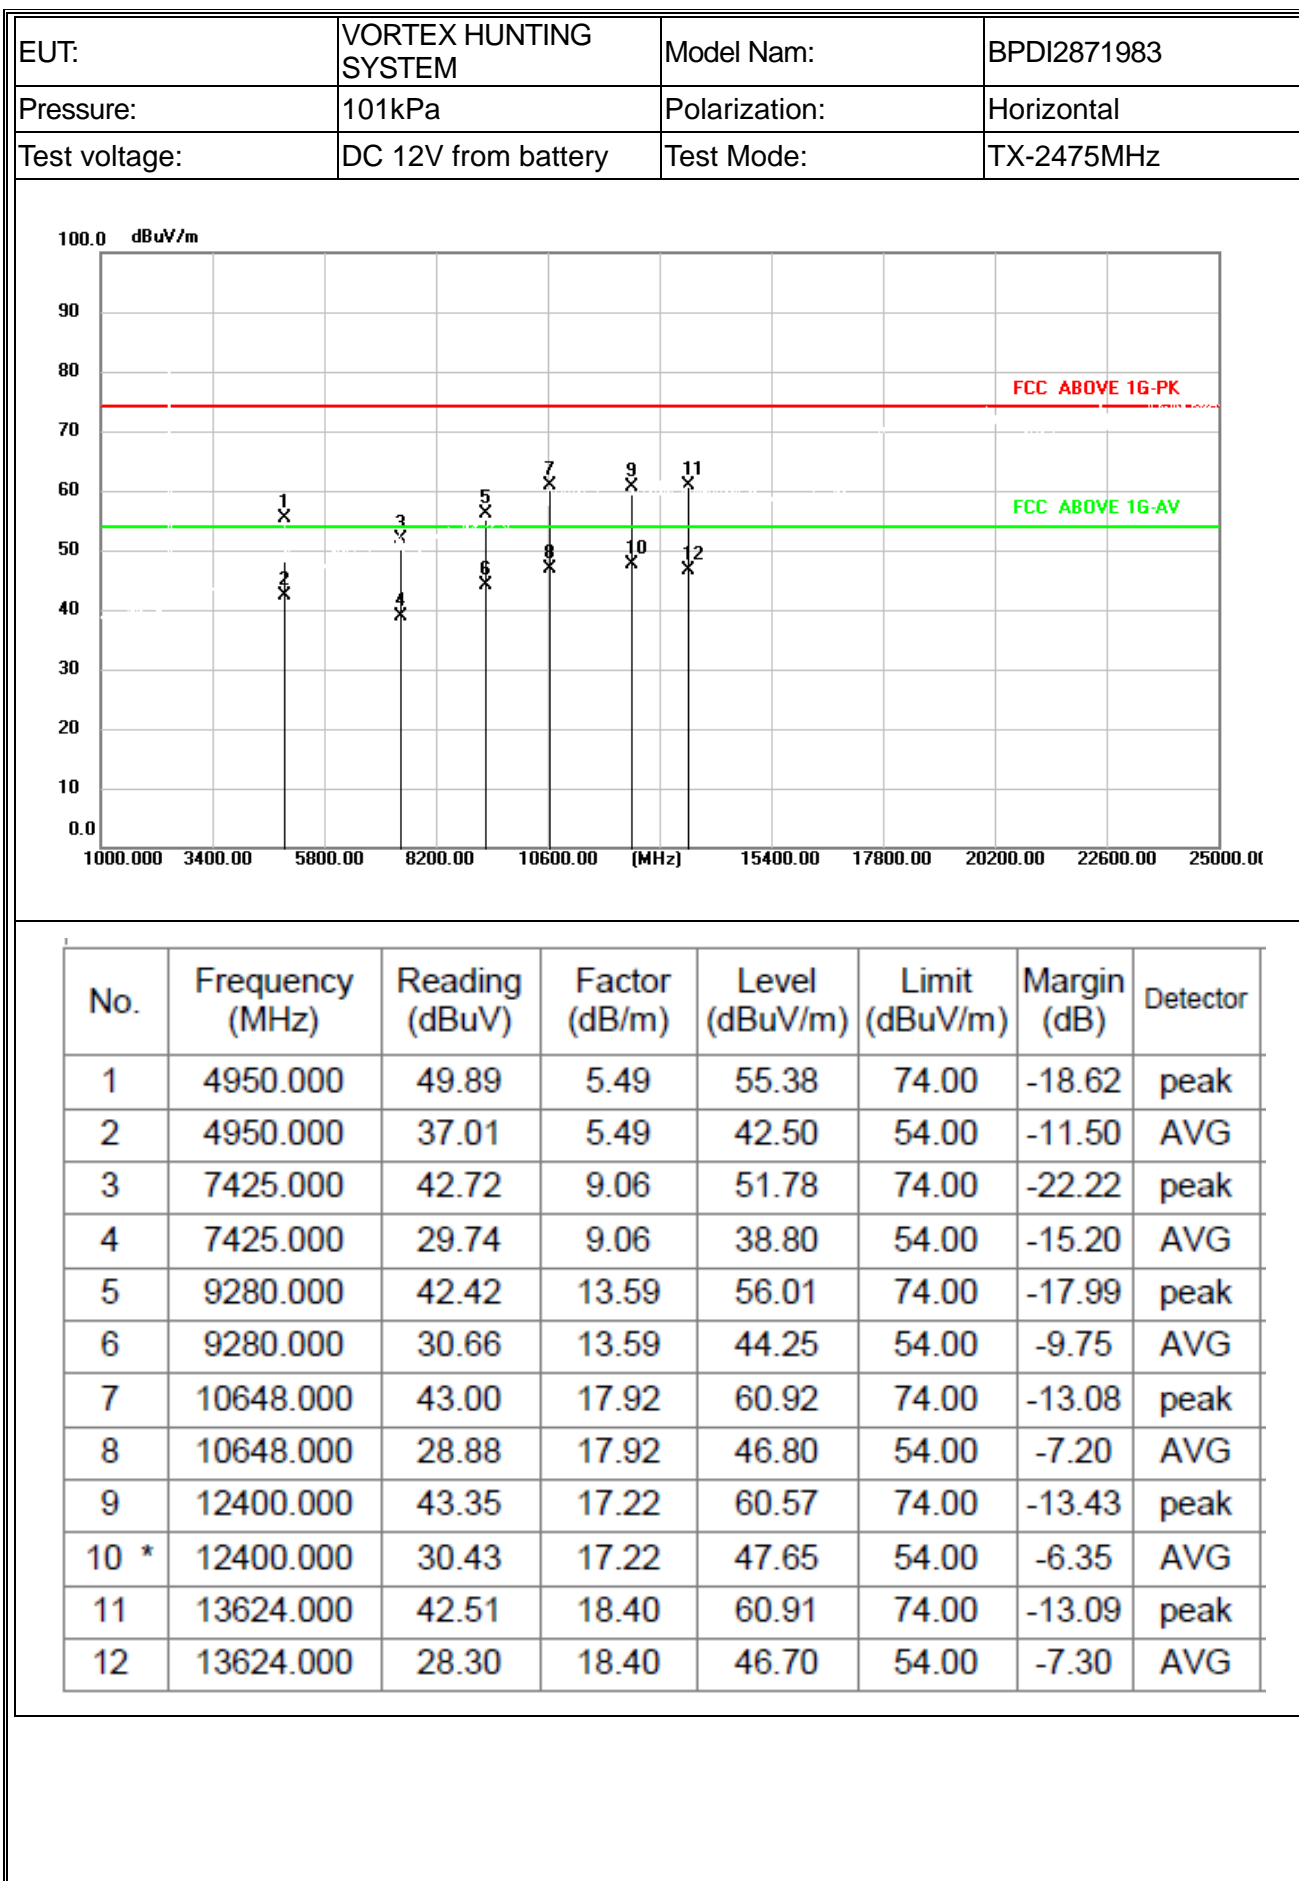 EUT: VORTEX HUNTING SYSTEM Model Nam: BPDI2871983
Pressure: 101kPa Polarization: Horizontal
Test voltage: DC 12V from battery Test Mode: TX-2475MHz
100.0 dBuV/m
90
80
FCC ABOVE 1G-PK
70
7 9 11
60
1 5
FCC ABOVE 1G-AV
3
50
8 10 12
2 6
40
4
30
20
10
0.0
1000.000 3400.00 5800.00 8200.00 10600.00 (MHz) 15400.00 17800.00 20200.00 22600.00 25000.0
No. Frequency (MHz) Reading (dBuV) Factor (dB/m) Level (dBuV/m) Limit (dBuV/m) Margin (dB) Detector
1 4950.000 49.89 5.49 55.38 74.00 -18.62 peak
2 4950.000 37.01 5.49 42.50 54.00 -11.50 AVG
3 7425.000 42.72 9.06 51.78 74.00 -22.22 peak
4 7425.000 29.74 9.06 38.80 54.00 -15.20 AVG
5 9280.000 42.42 13.59 56.01 74.00 -17.99 peak
6 9280.000 30.66 13.59 44.25 54.00 -9.75 AVG
7 10648.000 43.00 17.92 60.92 74.00 -13.08 peak
8 10648.000 28.88 17.92 46.80 54.00 -7.20 AVG
9 12400.000 43.35 17.22 60.57 74.00 -13.43 peak
10 * 12400.000 30.43 17.22 47.65 54.00 -6.35 AVG
11 13624.000 42.51 18.40 60.91 74.00 -13.09 peak
12 13624.000 28.30 18.40 46.70 54.00 -7.30 AVG